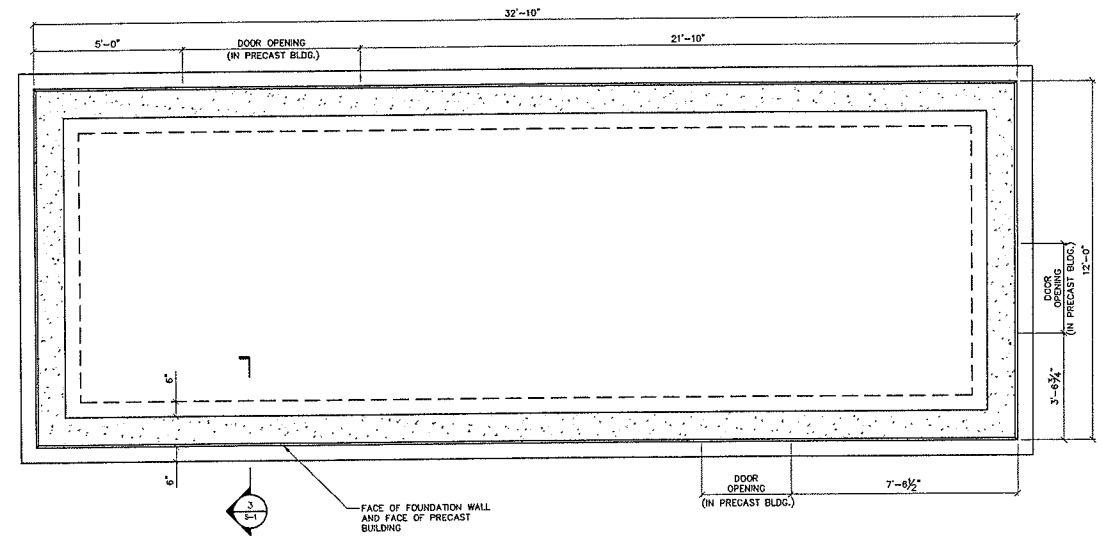 32'-10"
5'-0"
DOOR OPENING
(IN PRECAST BLDG.)
21'-10"
DOOR
OPENING
(IN PRECAST BLDG.)
12'-0"
3'-6¾"
6"
6"
DOOR
OPENING
(IN PRECAST BLDG.)
7'-6½"
3
S-1
FACE OF FOUNDATION WALL
AND FACE OF PRECAST
BUILDING